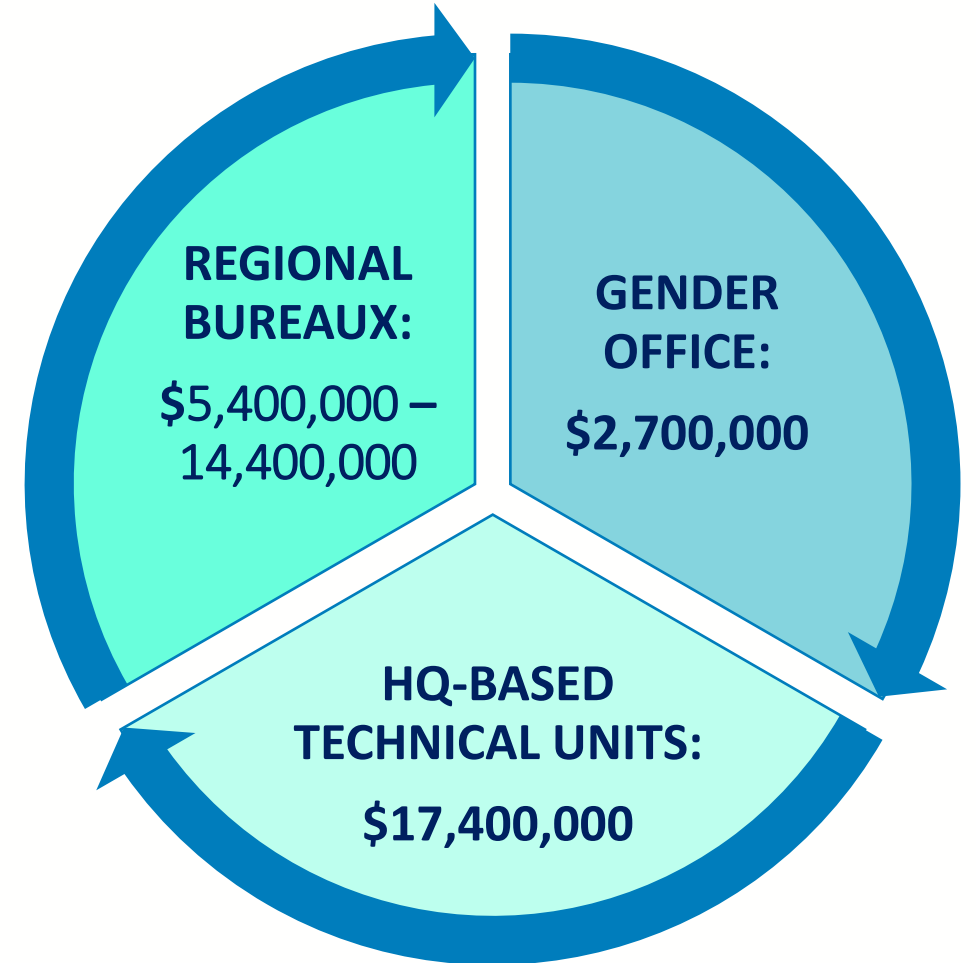 REGIONAL
BUREAUX:
$5,400,000 –
14,400,000
GENDER
OFFICE:
$2,700,000
HQ-BASED
TECHNICAL UNITS:
$17,400,000